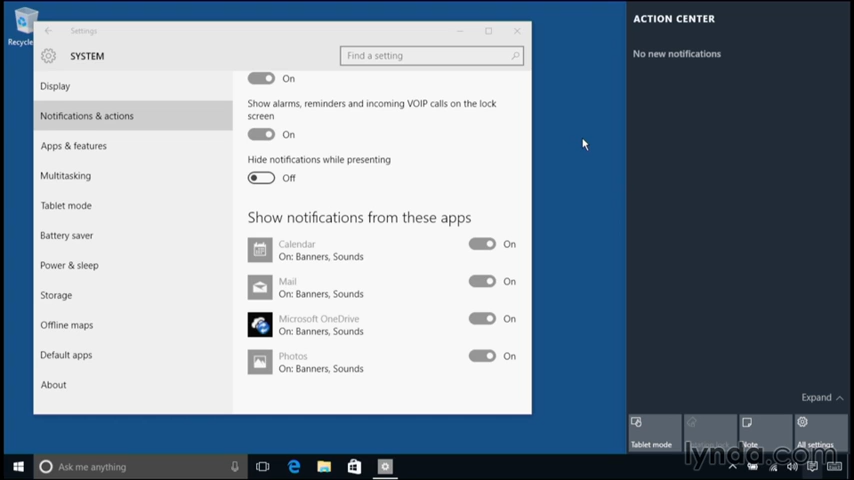 Recycle
Settings
SYSTEM
Find a setting
Display
Notifications & actions
Apps & features
Multitasking
Tablet mode
Battery saver
Power & sleep
Storage
Offline maps
Default apps
About
On
Show alarms, reminders and incoming VOIP calls on the lock
screen
On
Hide notifications while presenting
Off
Show notifications from these apps
Calendar
On: Banners, Sounds
On
Mail
On: Banners, Sounds
On
Microsoft OneDrive
On: Banners, Sounds
On
Photos
On: Banners, Sounds
On
ACTION CENTER
No new notifications
Expand
Tablet mode
Note
All settings
lynda.com
Ask me anything